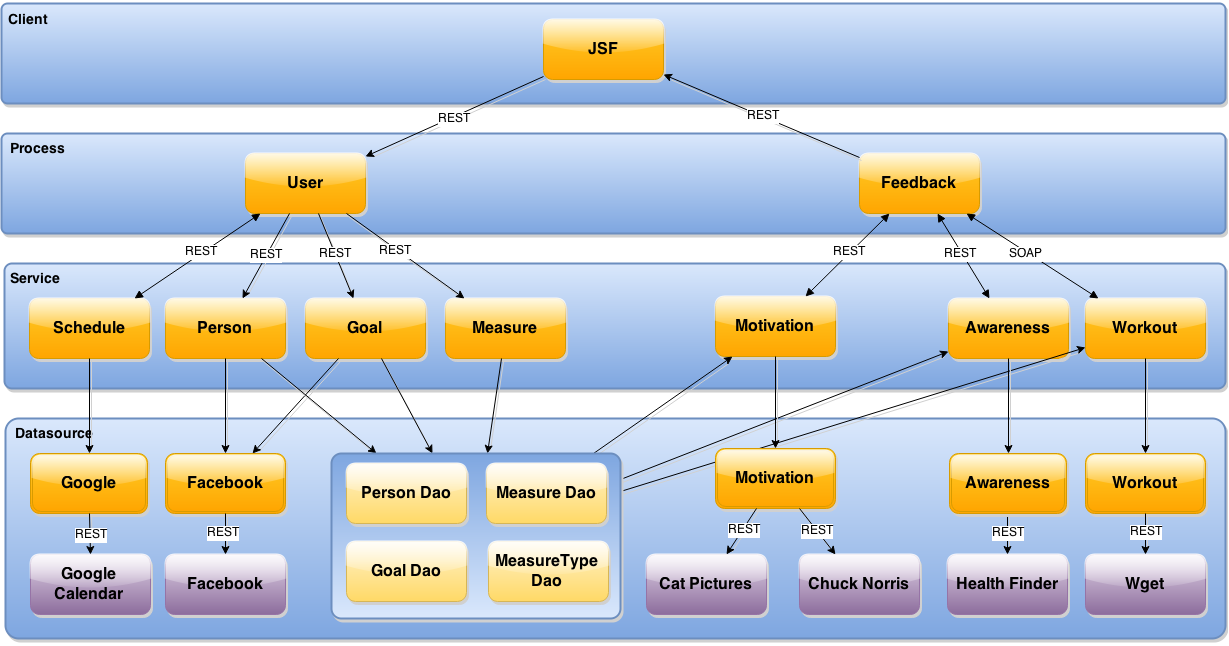 Client
JSF
REST
REST
Process
User
Feedback
REST
REST
REST
REST
REST
REST
SOAP
Service
Schedule
Person
Goal
Measure
Motivation
Awareness
Workout
Datasource
Google
Facebook
Person Dao
Measure Dao
Motivation
Awareness
Workout
REST
REST
REST
REST
REST
REST
Google
Calendar
Facebook
Goal Dao
MeasureType
Dao
Cat Pictures
Chuck Norris
Health Finder
Wget